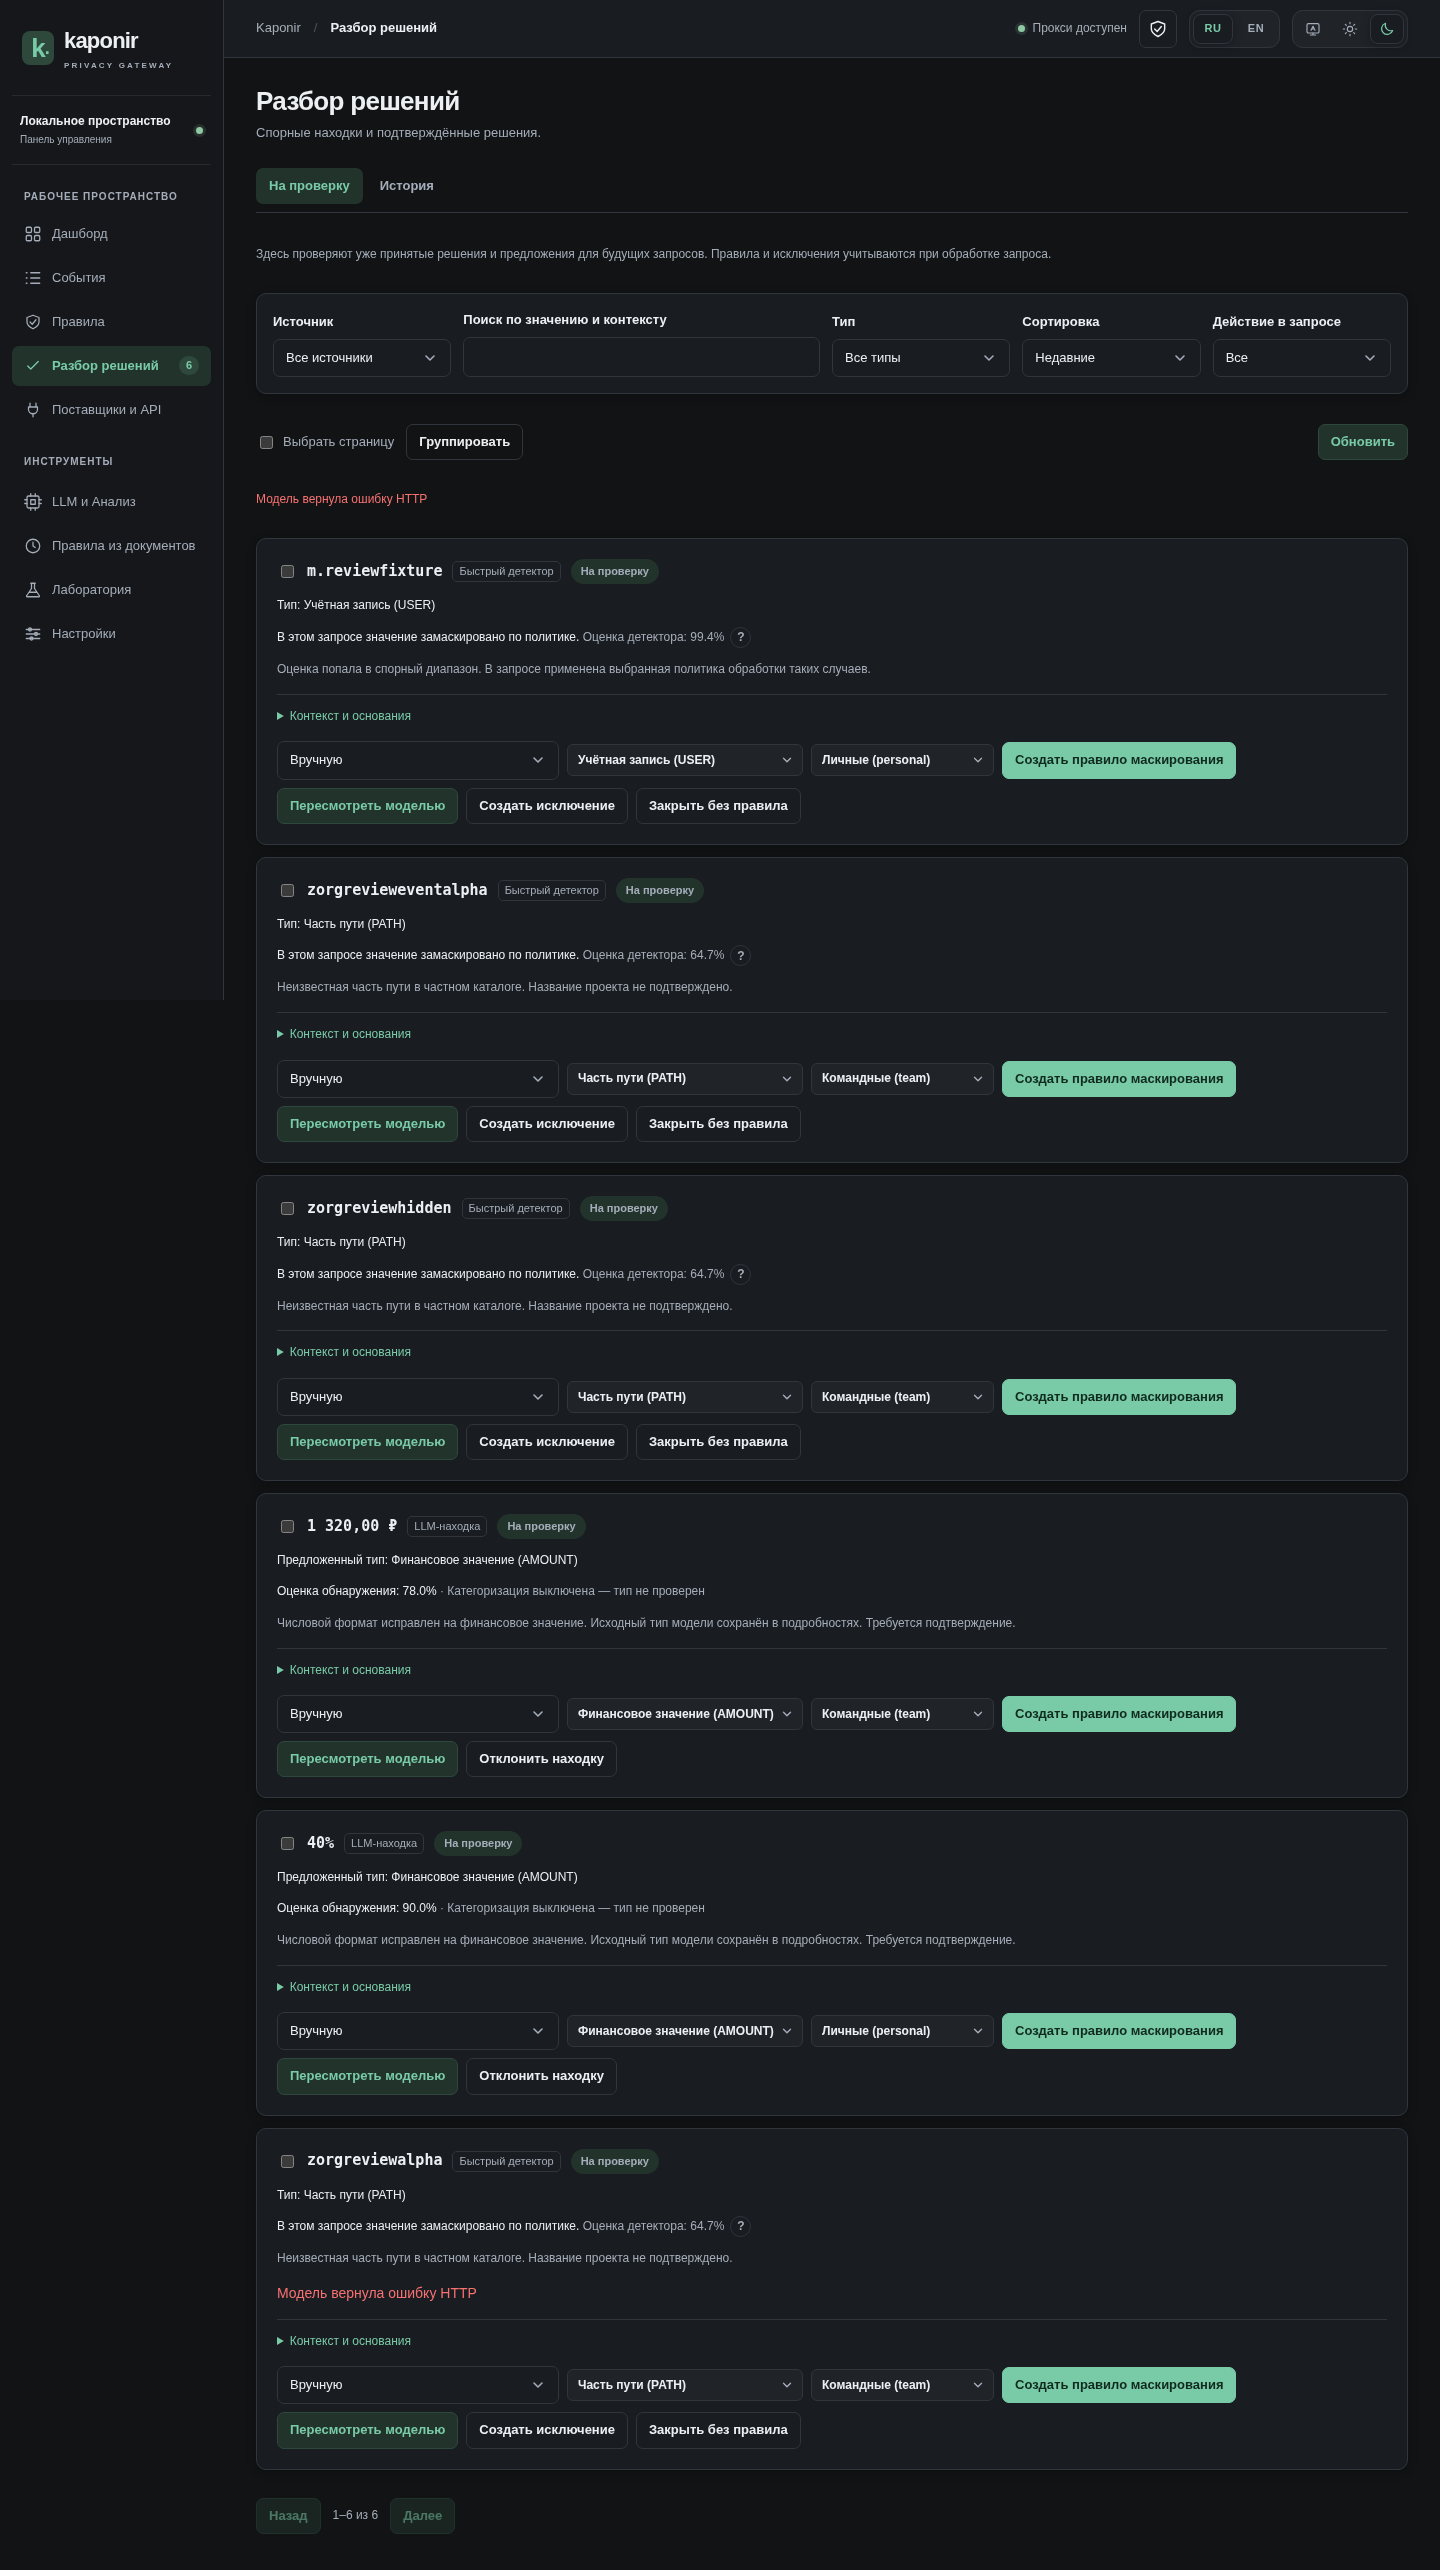 kaponir
PRIVACY GATEWAY
Локальное пространство
Панель управления
РАБОЧЕЕ ПРОСТРАНСТВО
Дашборд
События
Правила
Разбор решений 6
Поставщики и API
ИНСТРУМЕНТЫ
LLM и Анализ
Правила из документов
Лаборатория
Настройки
Kaponir / Разбор решений
Прокси доступен RU EN
Разбор решений
Спорные находки и подтверждённые решения.
На проверку История
Здесь проверяют уже принятые решения и предложения для будущих запросов. Правила и исключения учитываются при обработке запроса.
Источник Поиск по значению и контексту Тип Сортировка Действие в запросе
Все источники Все типы Недавние Все
Выбрать страницу Группировать Обновить
Модель вернула ошибку HTTP
m.reviewfixture Быстрый детектор На проверку
Тип: Учётная запись (USER)
В этом запросе значение замаскировано по политике. Оценка детектора: 99.4% ?
Оценка попала в спорный диапазон. В запросе применена выбранная политика обработки таких случаев.
Контекст и основания
Вручную Учётная запись (USER) Личные (personal) Создать правило маскирования
Пересмотреть моделью Создать исключение Закрыть без правила
zorgrevieweventalpha Быстрый детектор На проверку
Тип: Часть пути (PATH)
В этом запросе значение замаскировано по политике. Оценка детектора: 64.7% ?
Неизвестная часть пути в частном каталоге. Название проекта не подтверждено.
Контекст и основания
Вручную Часть пути (PATH) Командные (team) Создать правило маскирования
Пересмотреть моделью Создать исключение Закрыть без правила
zorgreviewhidden Быстрый детектор На проверку
Тип: Часть пути (PATH)
В этом запросе значение замаскировано по политике. Оценка детектора: 64.7% ?
Неизвестная часть пути в частном каталоге. Название проекта не подтверждено.
Контекст и основания
Вручную Часть пути (PATH) Командные (team) Создать правило маскирования
Пересмотреть моделью Создать исключение Закрыть без правила
1 320,00 ₽ LLM-находка На проверку
Предложенный тип: Финансовое значение (AMOUNT)
Оценка обнаружения: 78.0% · Категоризация выключена — тип не проверен
Числовой формат исправлен на финансовое значение. Исходный тип модели сохранён в подробностях. Требуется подтверждение.
Контекст и основания
Вручную Финансовое значение (AMOUNT) Командные (team) Создать правило маскирования
Пересмотреть моделью Отклонить находку
40% LLM-находка На проверку
Предложенный тип: Финансовое значение (AMOUNT)
Оценка обнаружения: 90.0% · Категоризация выключена — тип не проверен
Числовой формат исправлен на финансовое значение. Исходный тип модели сохранён в подробностях. Требуется подтверждение.
Контекст и основания
Вручную Финансовое значение (AMOUNT) Личные (personal) Создать правило маскирования
Пересмотреть моделью Отклонить находку
zorgreviewalpha Быстрый детектор На проверку
Тип: Часть пути (PATH)
В этом запросе значение замаскировано по политике. Оценка детектора: 64.7% ?
Неизвестная часть пути в частном каталоге. Название проекта не подтверждено.
Модель вернула ошибку HTTP
Контекст и основания
Вручную Часть пути (PATH) Командные (team) Создать правило маскирования
Пересмотреть моделью Создать исключение Закрыть без правила
Назад 1–6 из 6 Далее